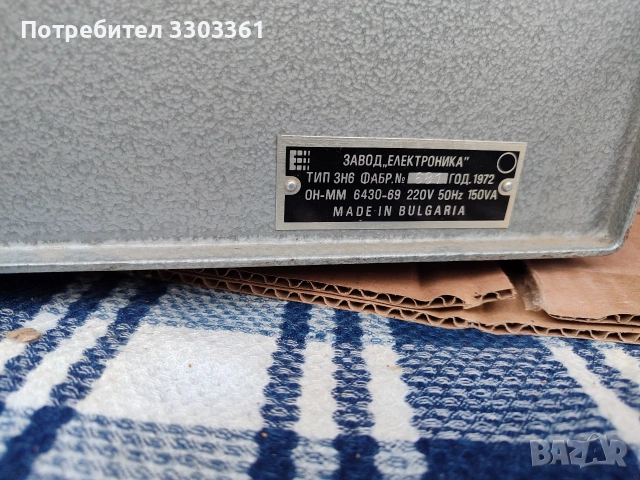 Потребител 3303361
ЗАВОД„ЕЛЕКТРОНИКА"
ТИП ЗН6 ФАБР.№ 681 ГОД.1972
ОН-ММ 6430-69 220V 50Hz 150VA
MADE IN BULGARIA
BAZAR